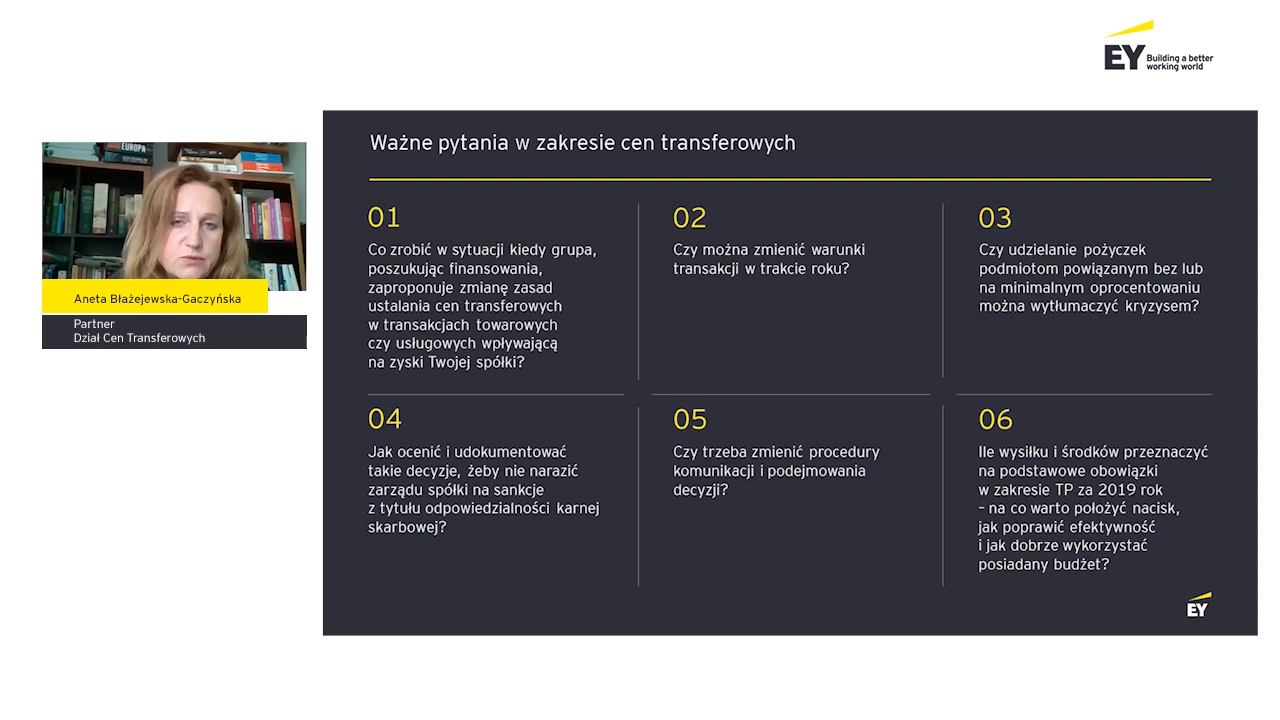 EY Building a better
working world
EUROPA
Aneta Błażejewska-Gaczyńska
Partner
Dział Cen Transferowych
Ważne pytania w zakresie cen transferowych
01
Co zrobić w sytuacji kiedy grupa,
poszukując finansowania,
zaproponuje zmianę zasad
ustalania cen transferowych
w transakcjach towarowych
czy usługowych wpływającą
na zyski Twojej spółki?
02
Czy można zmienić warunki
transakcji w trakcie roku?
03
Czy udzielanie pożyczek
podmiotom powiązanym bez lub
na minimalnym oprocentowaniu
można wytłumaczyć kryzysem?
04
Jak ocenić i udokumentować
takie decyzje, żeby nie narazić
zarządu spółki na sankcje
z tytułu odpowiedzialności karnej
skarbowej?
05
Czy trzeba zmienić procedury
komunikacji i podejmowania
decyzji?
06
Ile wysiłku i środków przeznaczyć
na podstawowe obowiązki
w zakresie TP za 2019 rok
– na co warto położyć nacisk,
jak poprawić efektywność
i jak dobrze wykorzystać
posiadany budżet?
EY